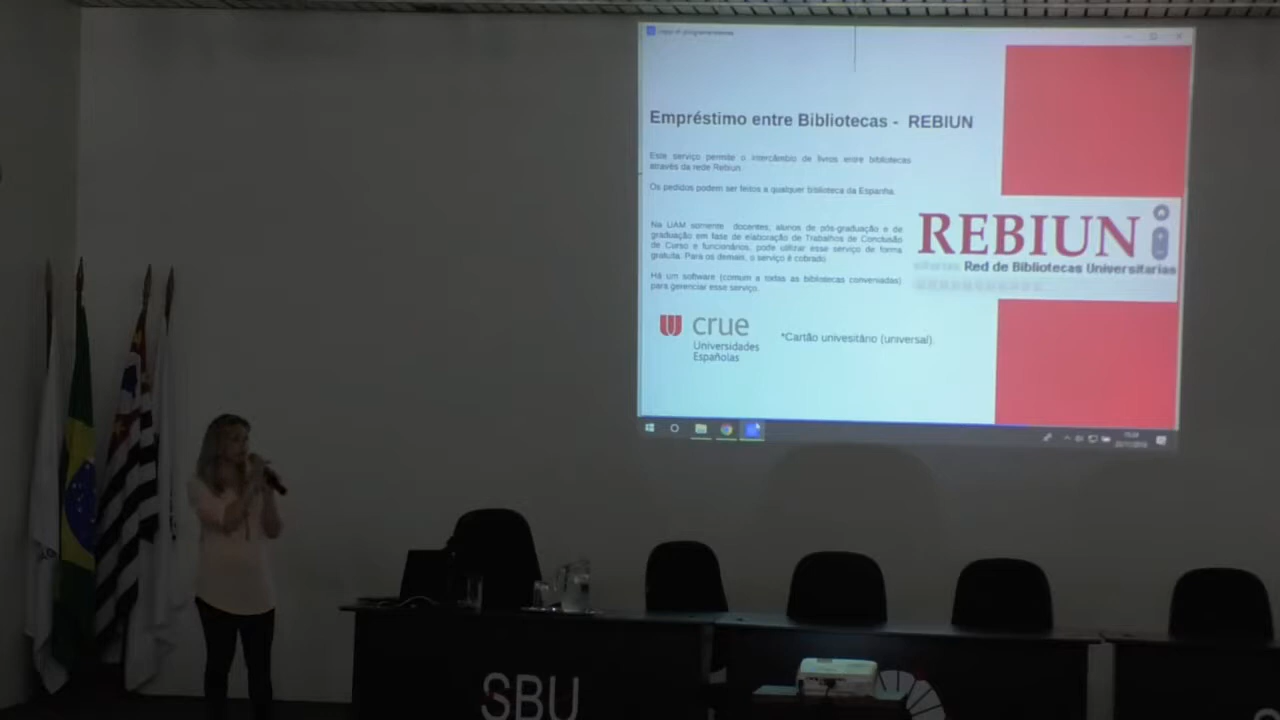 Empréstimo entre Bibliotecas - REBIUN
Este serviço permite o intercâmbio de livros entre bibliotecas
através da rede Rebiun.
Os pedidos podem ser feitos a qualquer biblioteca da Espanha.
Na UAM somente docentes, alunos de pós-graduação e de
graduação em fase de elaboração de Trabalhos de Conclusão
de Curso e funcionários, pode utilizar esse serviço de forma
gratuita. Para os demais, o serviço é cobrado.
Há um software (comum a todas as bibliotecas conveniadas)
para gerenciar esse serviço.
REBIUN
Red de Bibliotecas Universitarias
crue
Universidades
Españolas
*Cartão univesitário (universal).
SBU